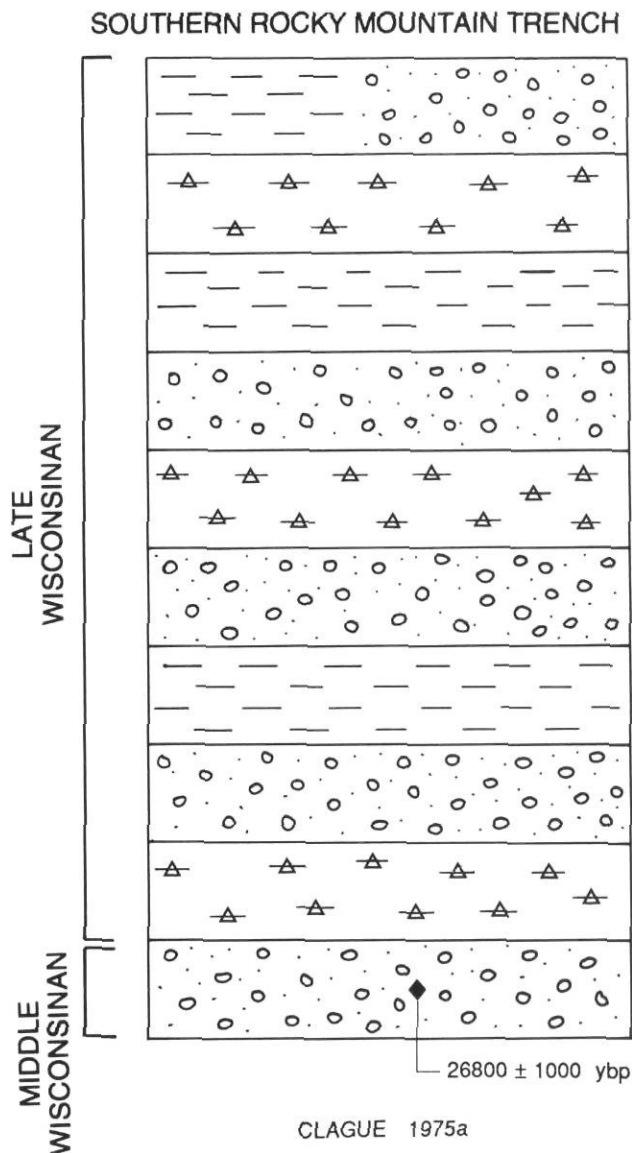 SOUTHERN ROCKY MOUNTAIN TRENCH
LATE
WISCONSINAN
MIDDLE
WISCONSINAN
26800 ± 1000 ybp
CLAGUE 1975a